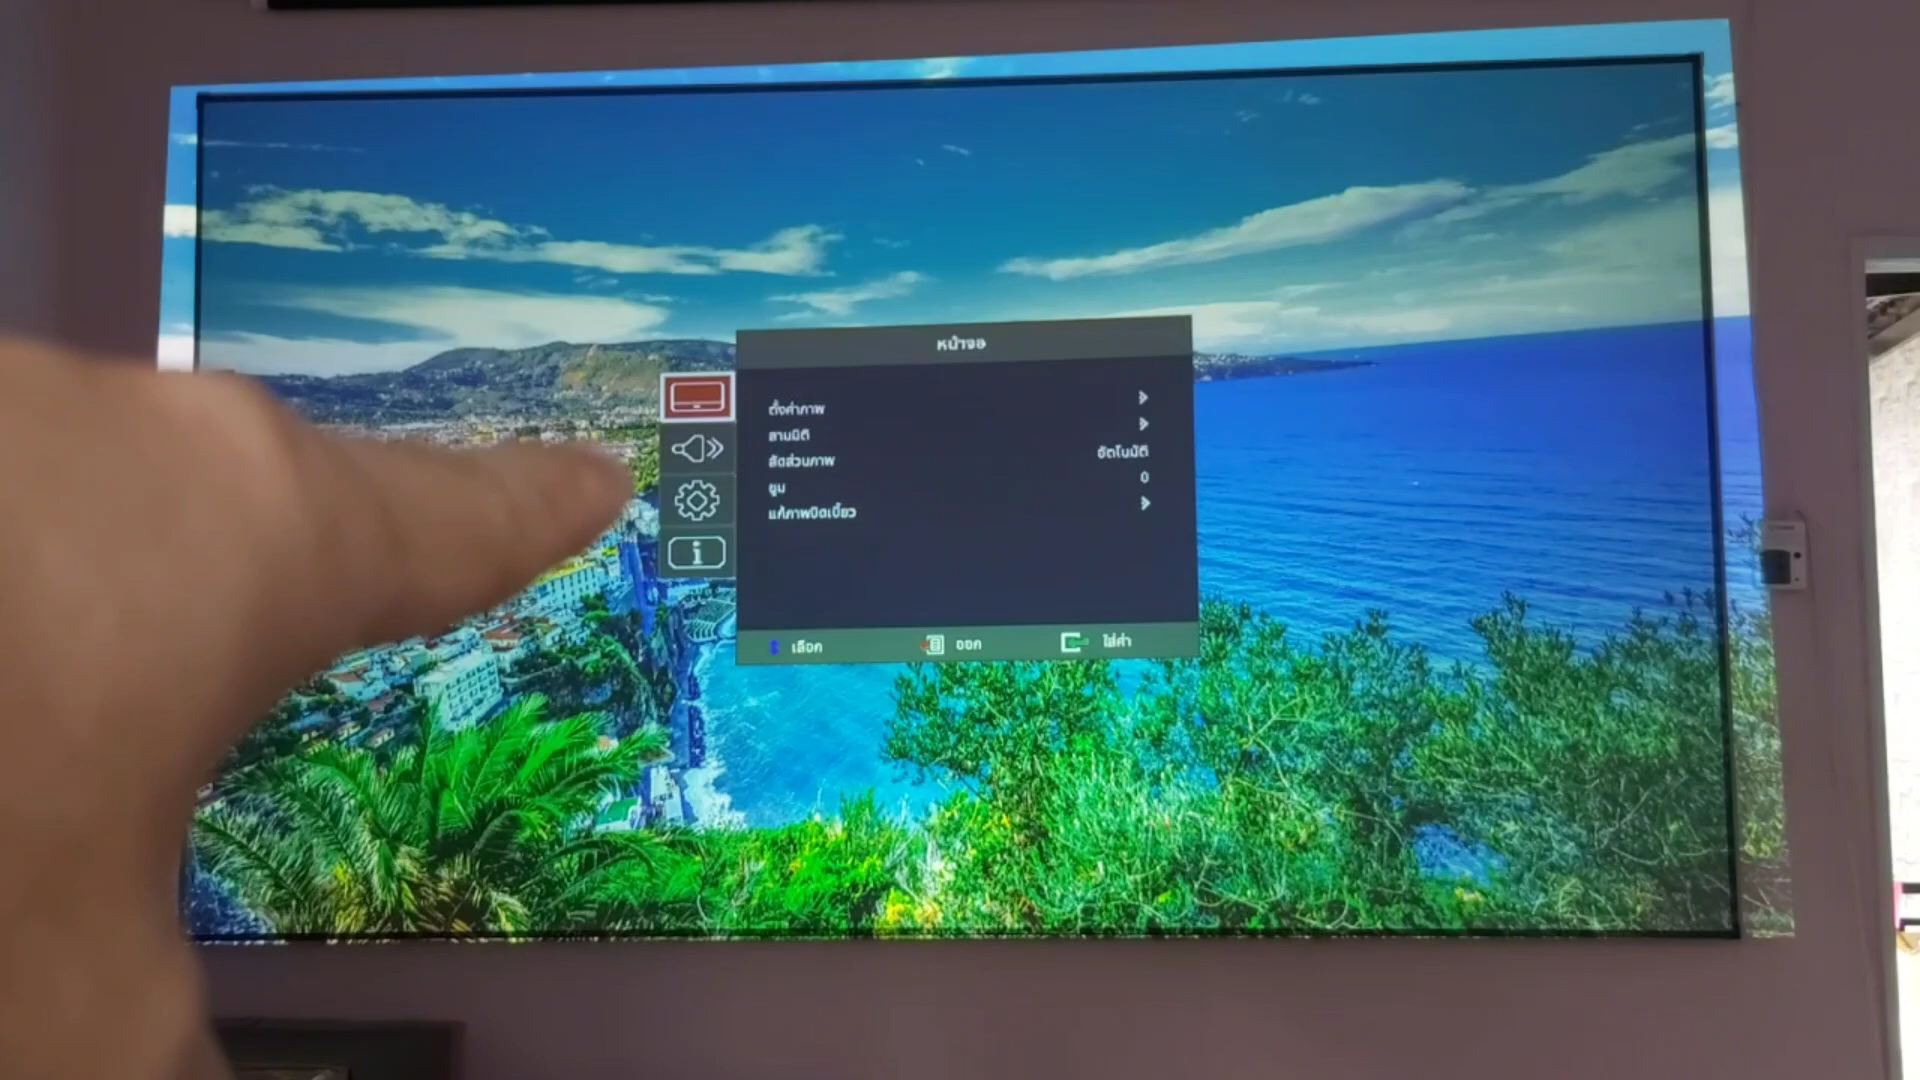 หน้าจอ
ตั้งค่าภาพ
สามมิติ
สัดส่วนภาพ อัตโนมัติ
ซูม 0
แก้ภาพบิดเบี้ยว
เลือก ออก ใส่ค่า